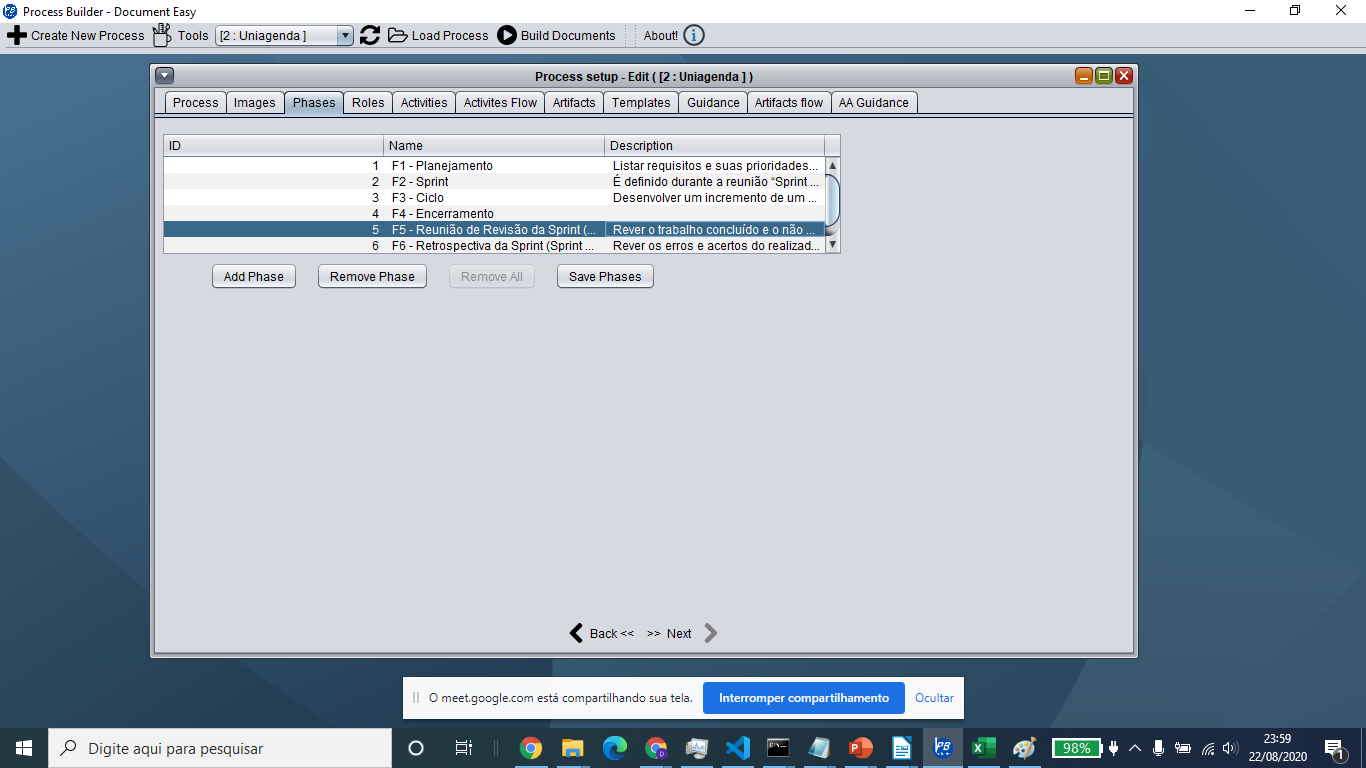 Process Builder - Document Easy
Create New Process Tools [2 : Uniagenda ] Load Process Build Documents About! i
Process setup - Edit ( [2 : Uniagenda ] )
Process Images Phases Roles Activities Activites Flow Artifacts Templates Guidance Artifacts flow AA Guidance
ID Name Description
1 F1 - Planejamento Listar requisitos e suas prioridades...
2 F2 - Sprint É definido durante a reunião “Sprint ...
3 F3 - Ciclo Desenvolver um incremento de um ...
4 F4 - Encerramento
5 F5 - Reunião de Revisão da Sprint (... Rever o trabalho concluído e o não ...
6 F6 - Retrospectiva da Sprint (Sprint ... Rever os erros e acertos do realizad...
Add Phase Remove Phase Remove All Save Phases
Back << >> Next
O meet.google.com está compartilhando sua tela. Interromper compartilhamento Ocultar
Digite aqui para pesquisar
98%
23:59
22/08/2020
1